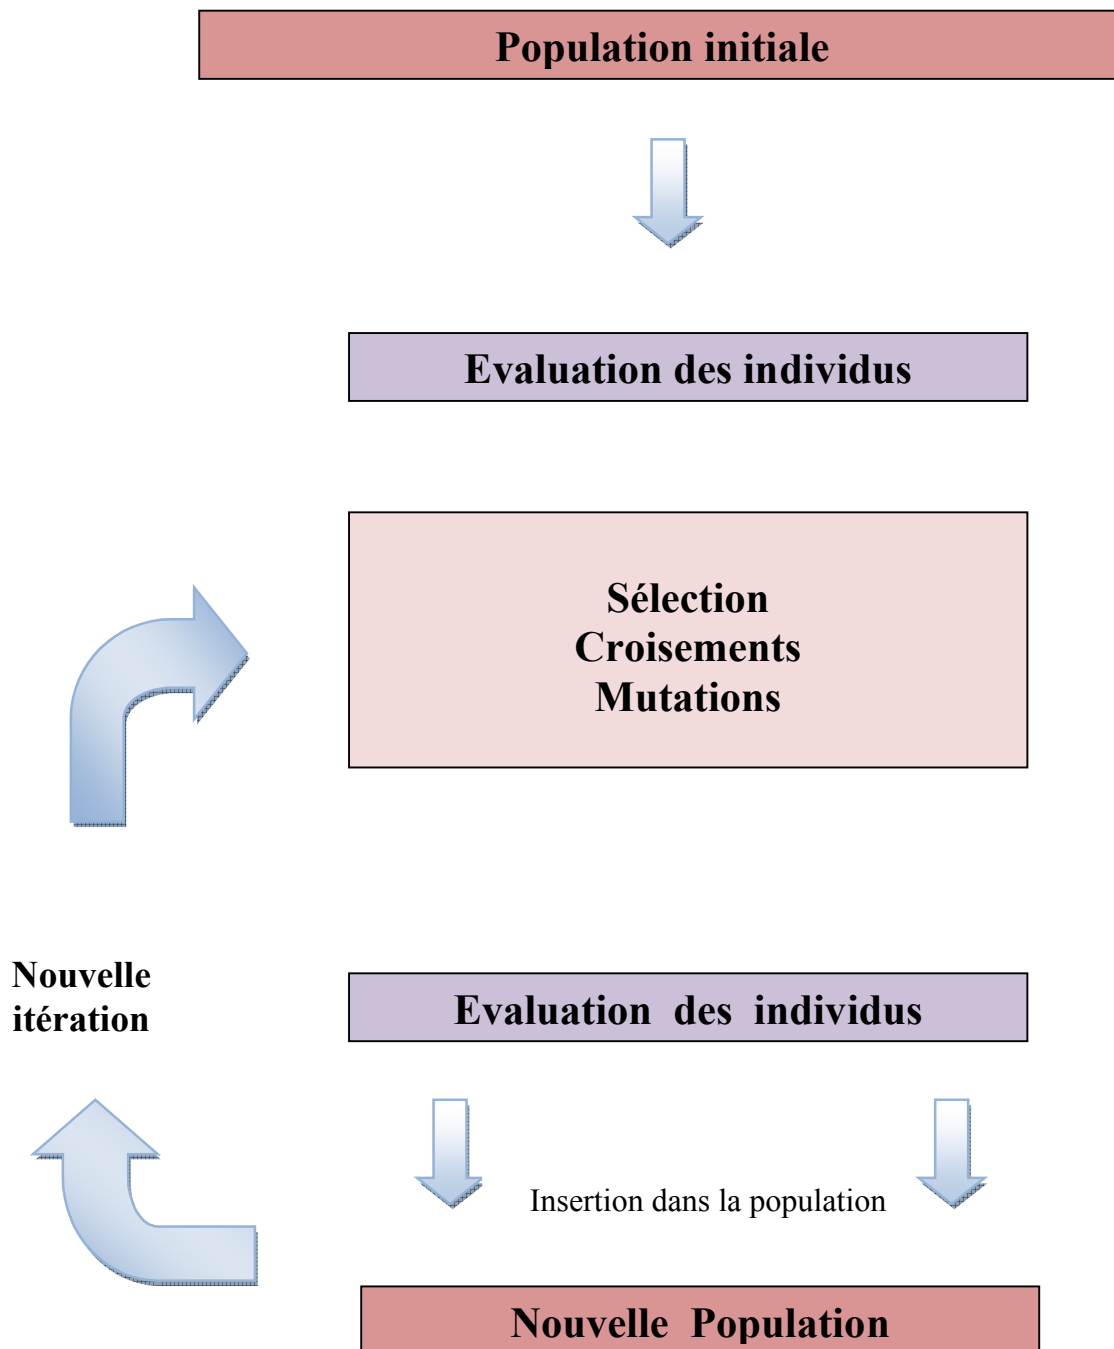 Population initiale
Evaluation des individus
Sélection
Croisements
Mutations
Nouvelle
itération
Evaluation des individus
Insertion dans la population
Nouvelle Population